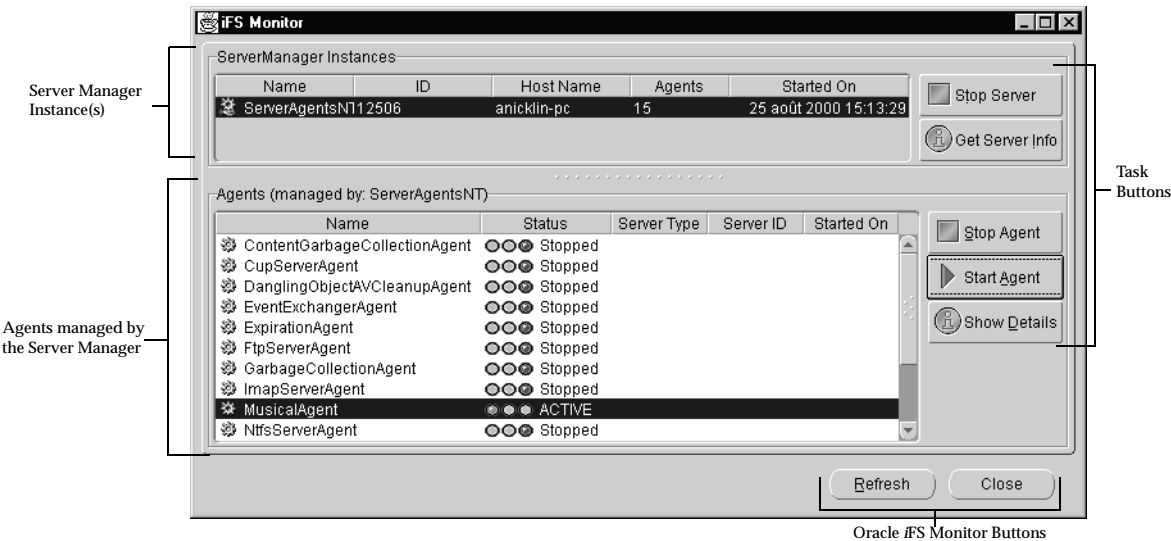 iFS Monitor
ServerManager Instances
Name ID Host Name Agents Started On
ServerAgentsN112506 anicklin-pc 15 25 août 2000 15:13:29
Stop Server
Get Server Info
Server Manager
Instance(s)
Task
Buttons
Agents (managed by: ServerAgentsNT)
Name Status Server Type Server ID Started On
ContentGarbageCollectionAgent Stopped
CupServerAgent Stopped
DanglingObjectAVCleanupAgent Stopped
EventExchangerAgent Stopped
ExpirationAgent Stopped
FtpServerAgent Stopped
GarbageCollectionAgent Stopped
ImapServerAgent Stopped
MusicalAgent ACTIVE
NtfsServerAgent Stopped
Stop Agent
Start Agent
Show Details
Agents managed by
the Server Manager
Refresh Close
Oracle iFS Monitor Buttons